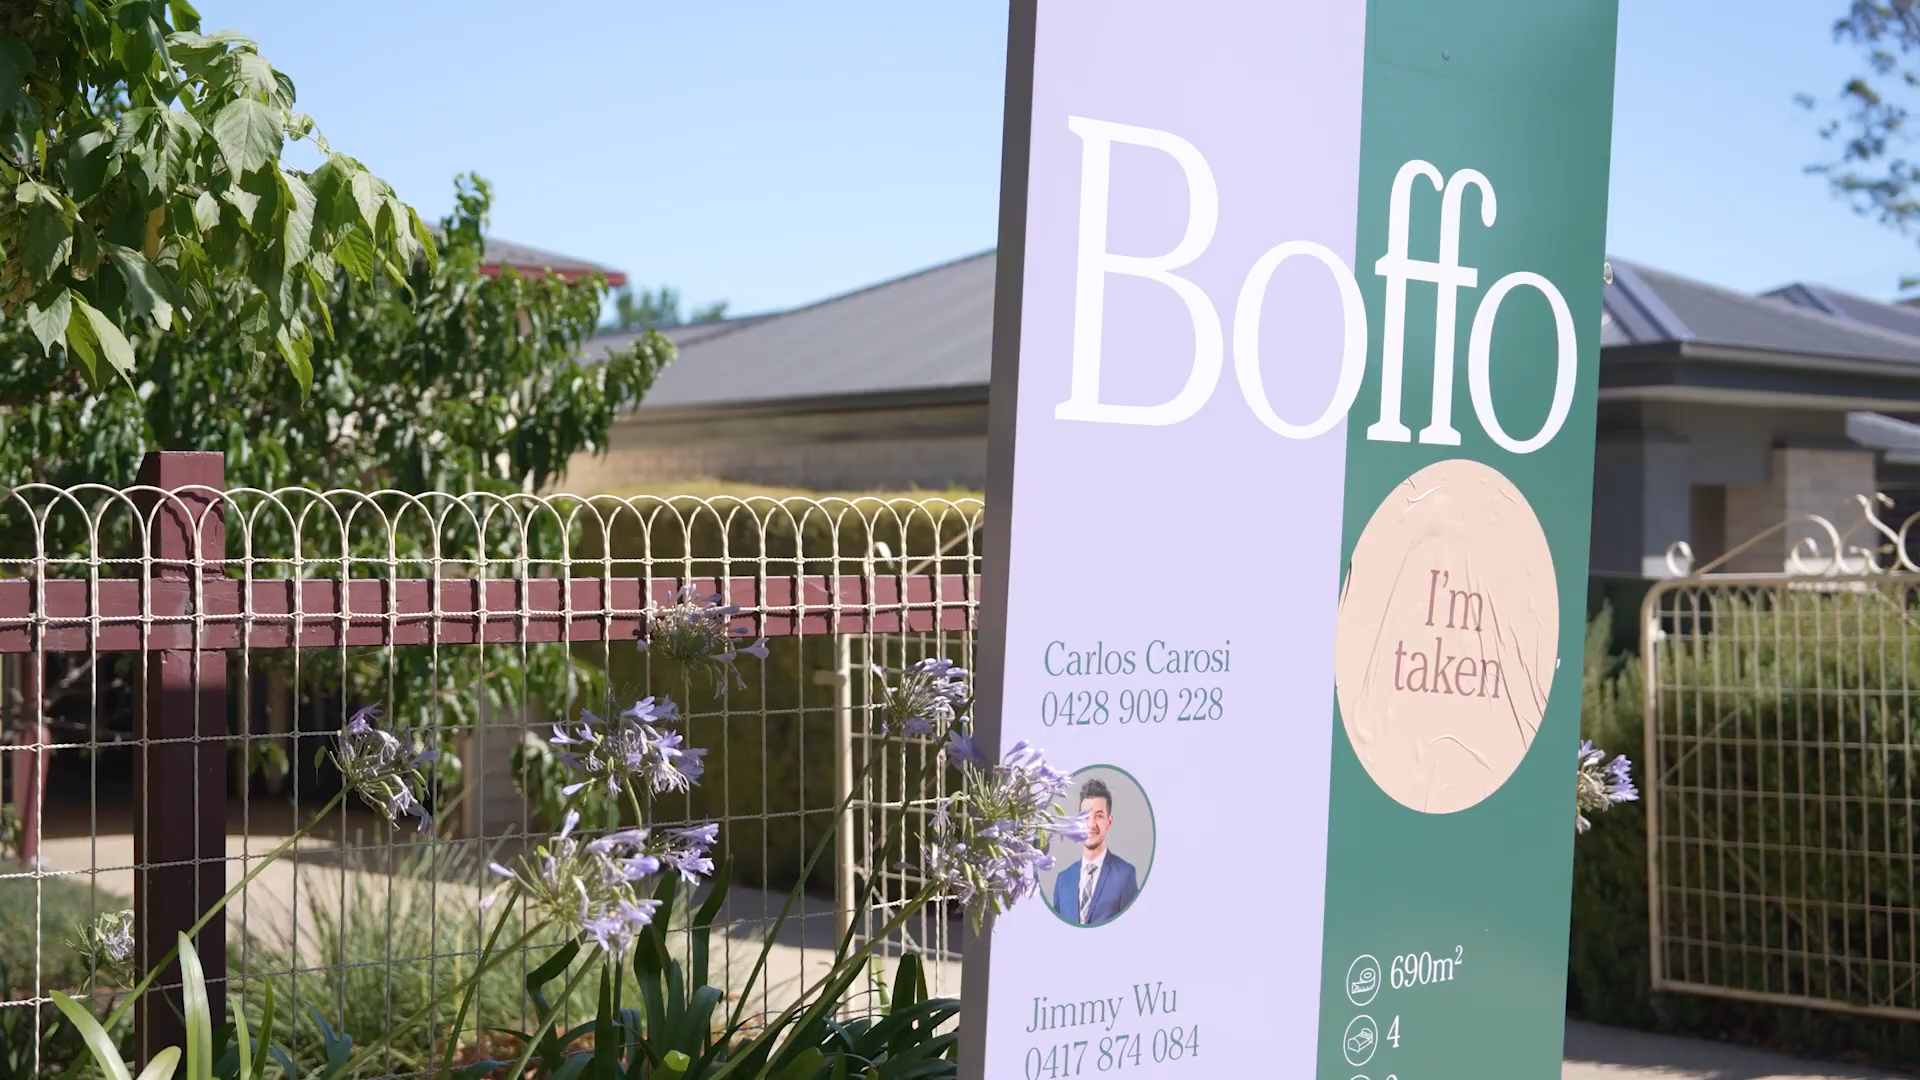 Boffo
I'm
taken
Carlos Carosi
0428 909 228
Jimmy Wu
0417 874 084
690m²
4